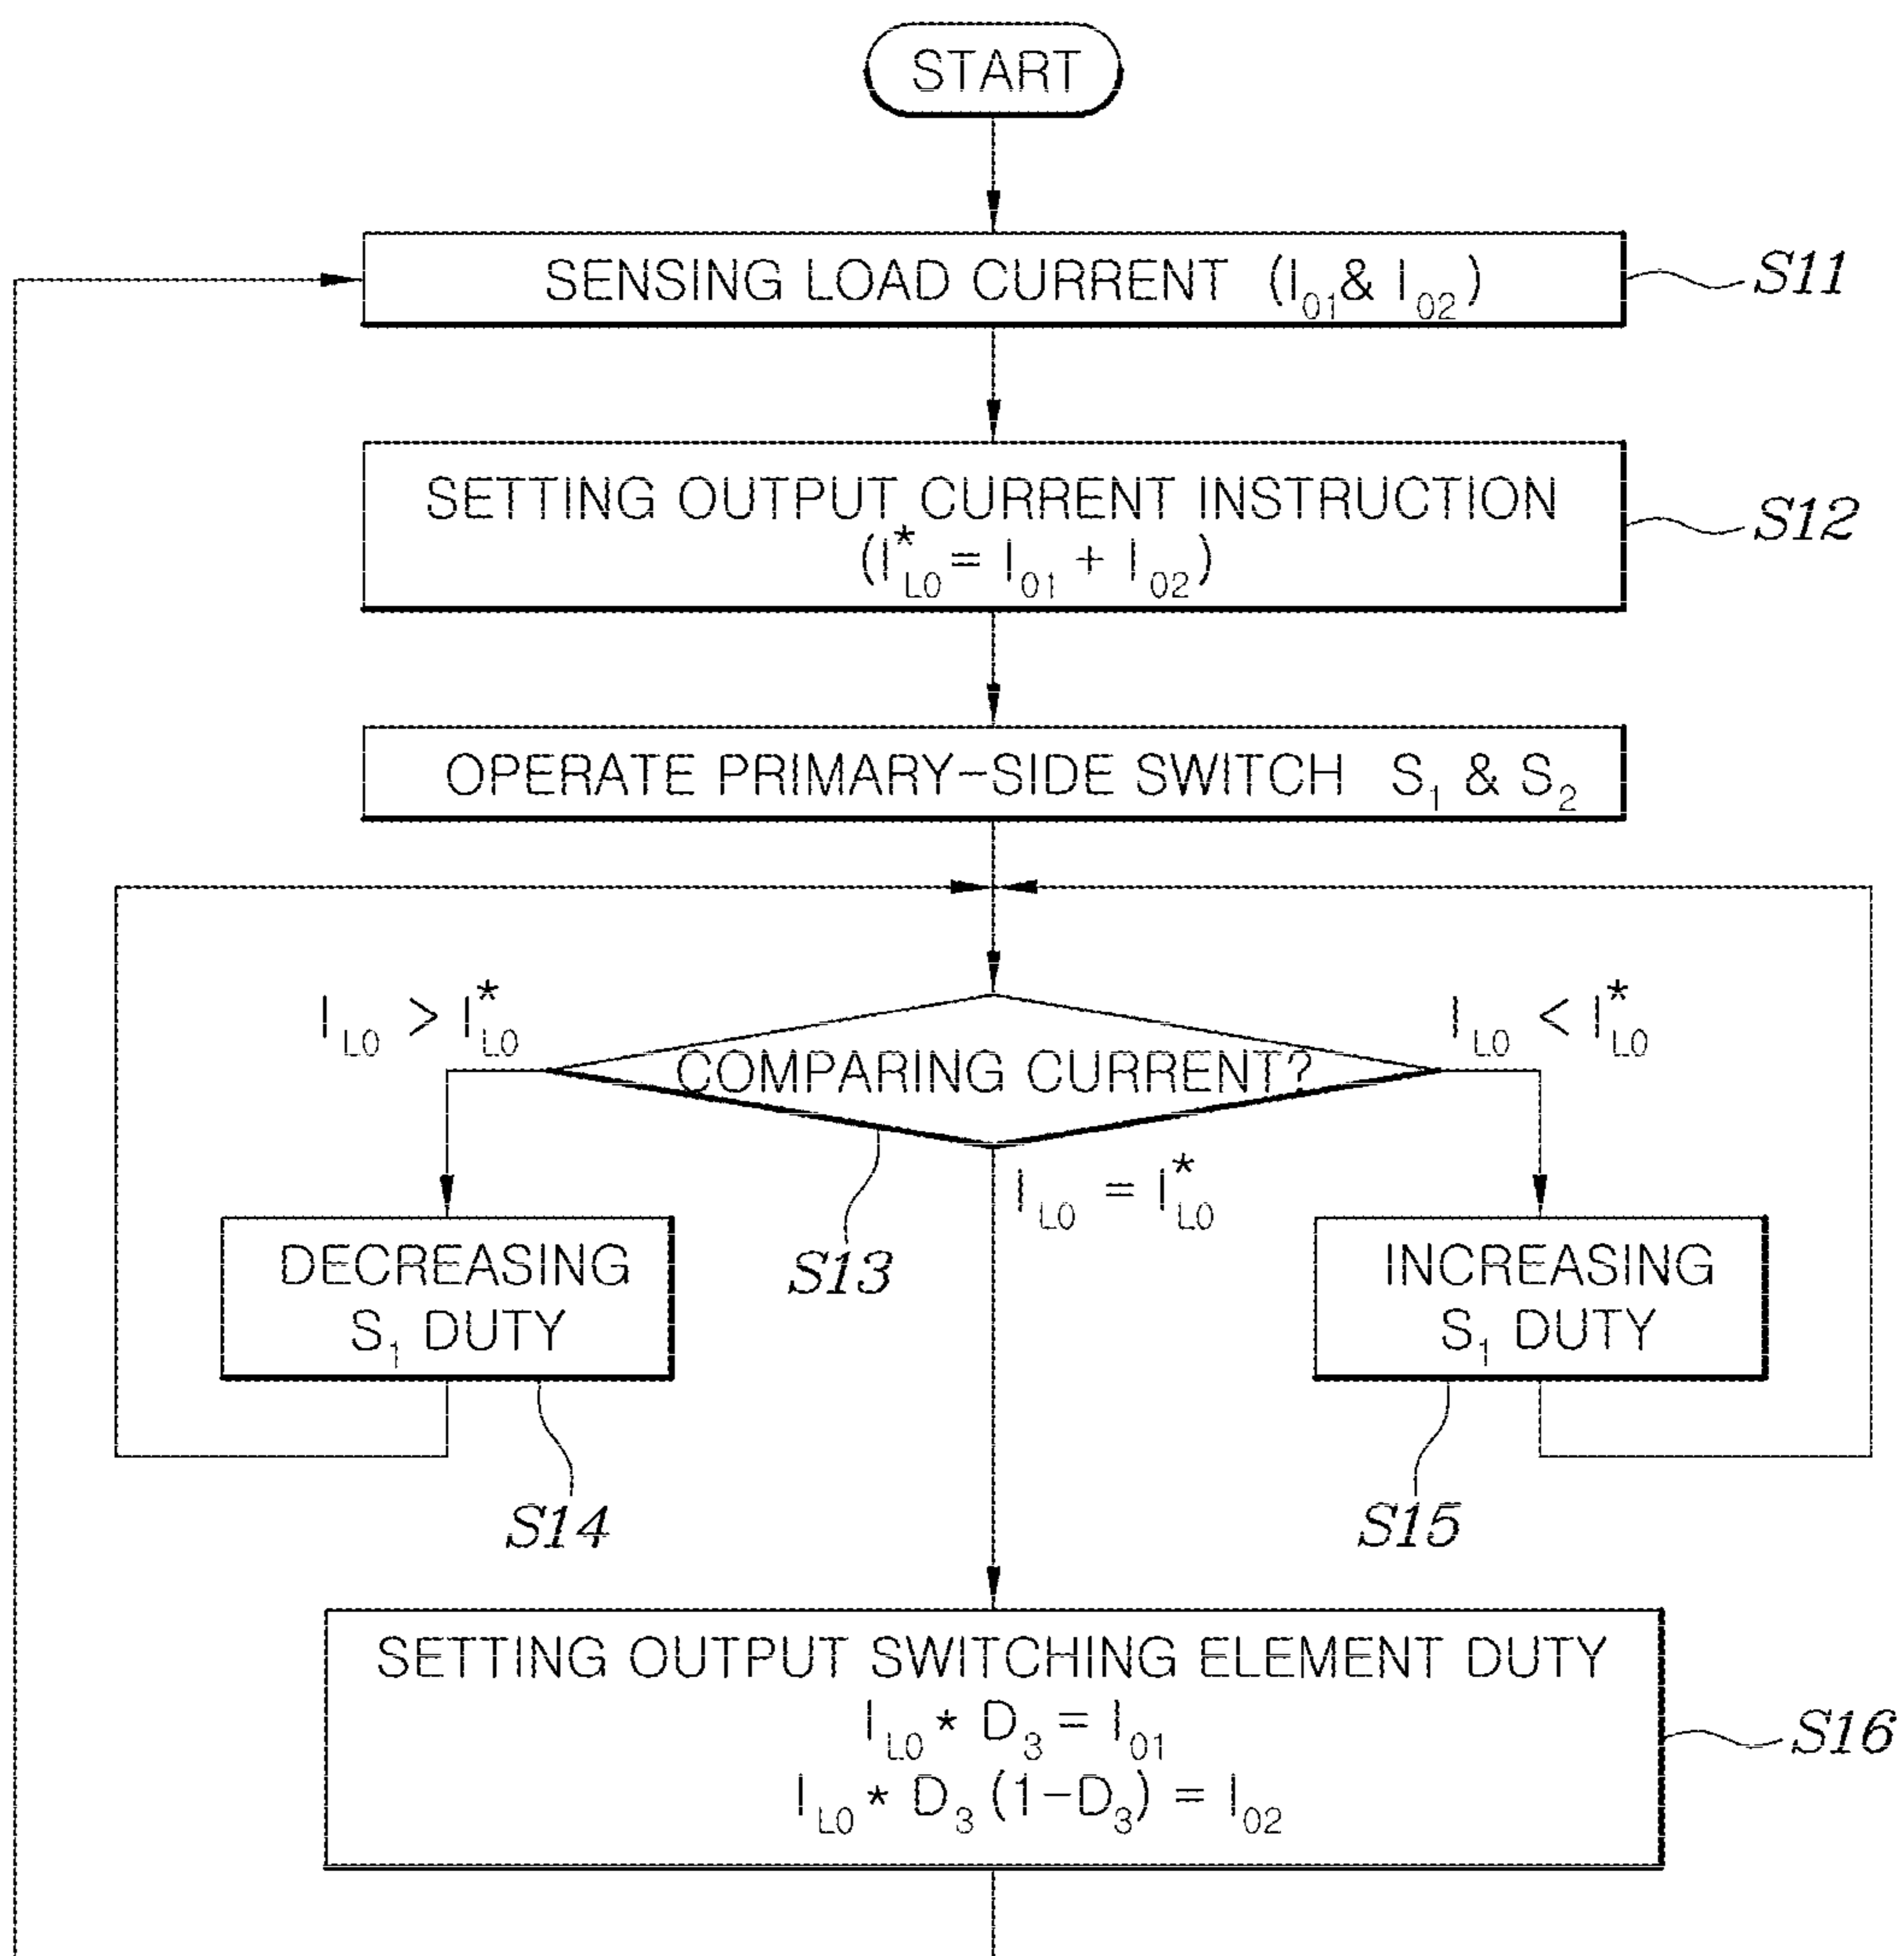 START
SENSING LOAD CURRENT (I₀₁ & I₀₂)
S11
SETTING OUTPUT CURRENT INSTRUCTION
(I*L0 = I01 + I02)
S12
OPERATE PRIMARY-SIDE SWITCH S₁ & S₂
IL0 > I*L0
IL0 < I*L0
COMPARING CURRENT?
IL0 = I*L0
S13
DECREASING
S₁ DUTY
INCREASING
S₁ DUTY
S14
S15
SETTING OUTPUT SWITCHING ELEMENT DUTY
IL0 * D3 = I01
IL0 * D3 (1-D3) = I02
S16